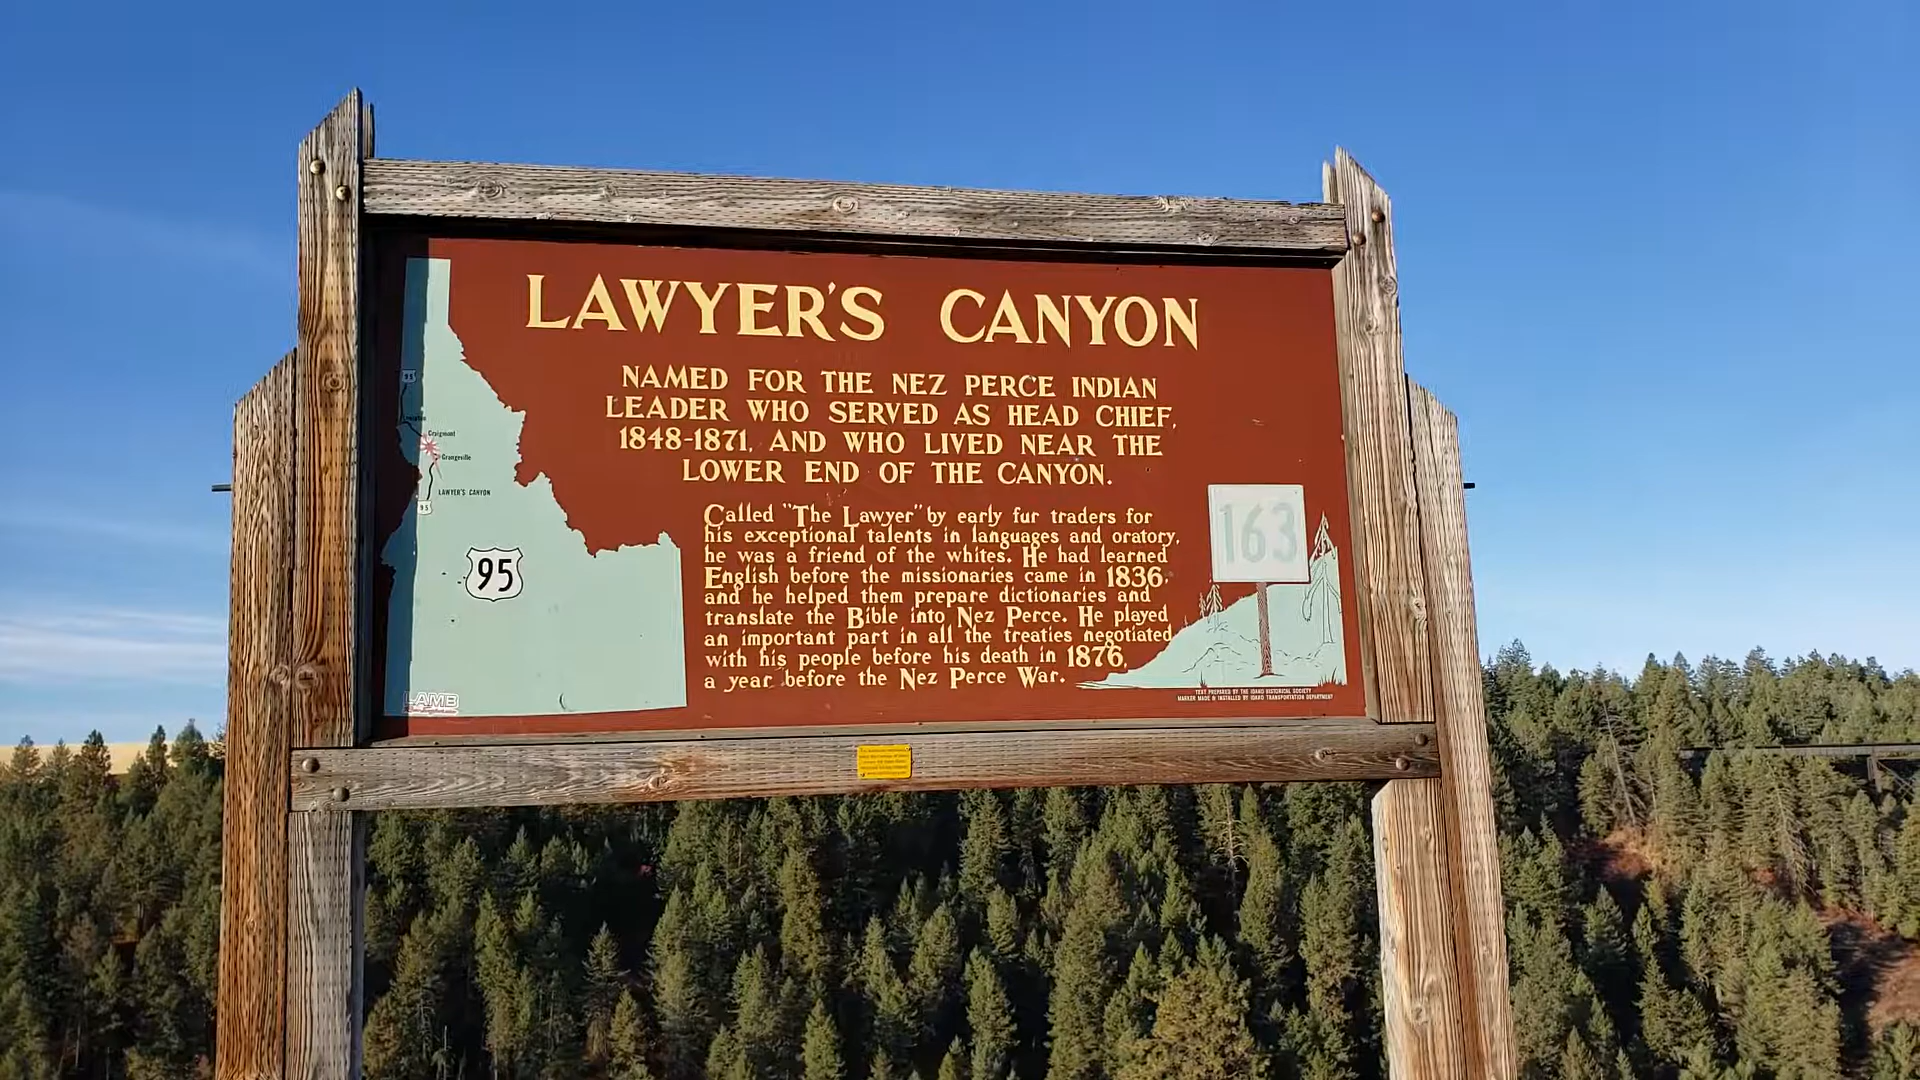 LAWYER'S CANYON
NAMED FOR THE NEZ PERCE INDIAN
LEADER WHO SERVED AS HEAD CHIEF,
1848-1871, AND WHO LIVED NEAR THE
LOWER END OF THE CANYON.
Called "The Lawyer" by early fur traders for
his exceptional talents in languages and oratory,
he was a friend of the whites. He had learned
English before the missionaries came in 1836,
and he helped them prepare dictionaries and
translate the Bible into Nez Perce. He played
an important part in all the treaties negotiated
with his people before his death in 1876,
a year before the Nez Perce War.
95
Craigmont
Grangeville
LAWYER'S CANYON
95
95
163
LAMB
TEXT PREPARED BY THE IDAHO HISTORICAL SOCIETY
MARKER MADE & INSTALLED BY IDAHO TRANSPORTATION DEPARTMENT